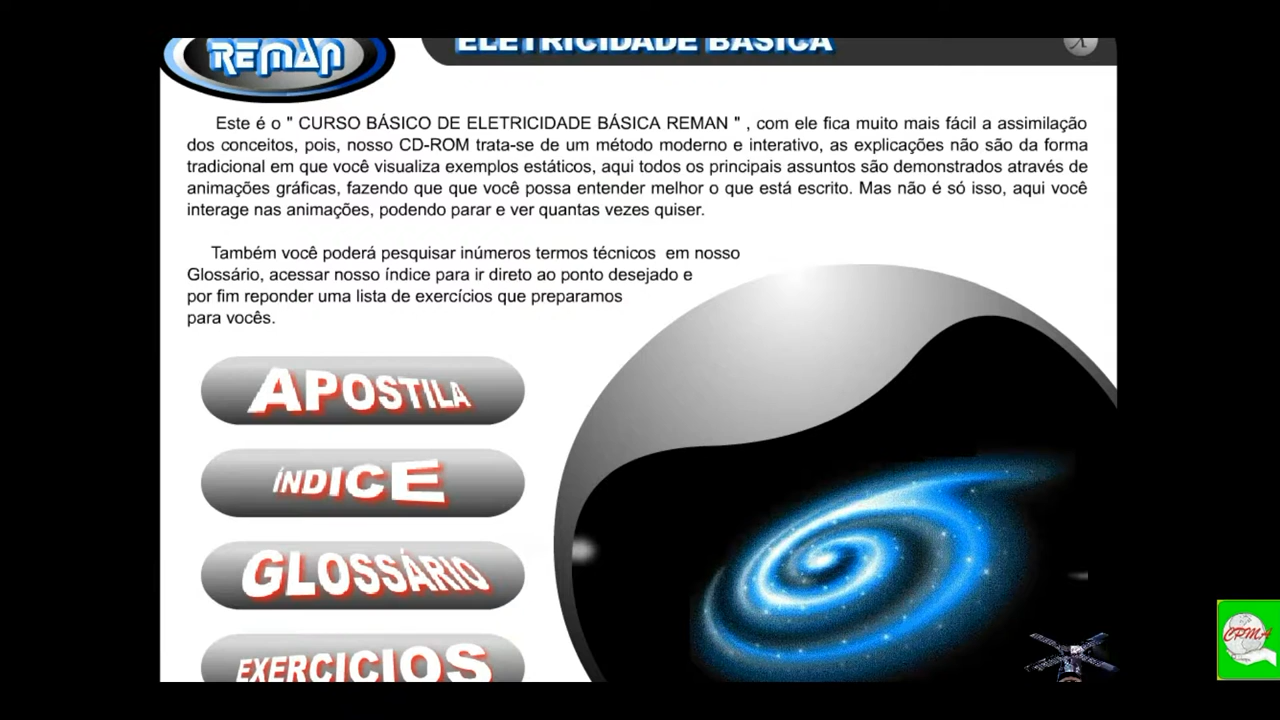 REMAN
ELETRICIDADE BÁSICA
X
Este é o " CURSO BÁSICO DE ELETRICIDADE BÁSICA REMAN " , com ele fica muito mais fácil a assimilação
dos conceitos, pois, nosso CD-ROM trata-se de um método moderno e interativo, as explicações não são da forma
tradicional em que você visualiza exemplos estáticos, aqui todos os principais assuntos são demonstrados através de
animações gráficas, fazendo que que você possa entender melhor o que está escrito. Mas não é só isso, aqui você
interage nas animações, podendo parar e ver quantas vezes quiser.
Também você poderá pesquisar inúmeros termos técnicos em nosso
Glossário, acessar nosso índice para ir direto ao ponto desejado e
por fim reponder uma lista de exercícios que preparamos
para vocês.
APOSTILA
ÍNDICE
GLOSSÁRIO
EXERCICIOS
CPMA